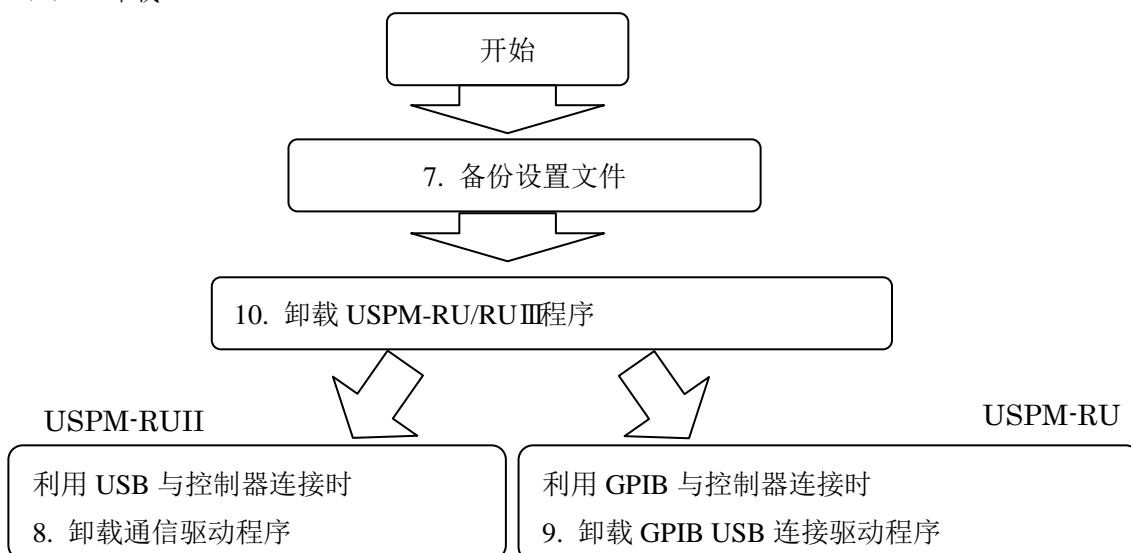 开始
7. 备份设置文件
10. 卸载 USPM-RU/RUⅢ程序
USPM-RUII
USPM-RU
利用 USB 与控制器连接时
8. 卸载通信驱动程序
利用 GPIB 与控制器连接时
9. 卸载 GPIB USB 连接驱动程序